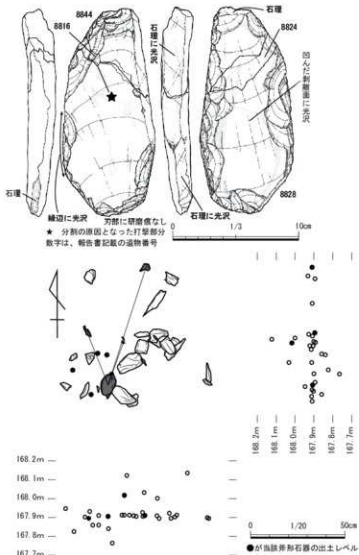 8844
8816
石理に光沢
石理
8824
凹んだ剥離面に光沢
石理
縁辺に光沢
石理に光沢
8828
刃部に研磨痕なし
★ 分割の原因となった打撃部分
数字は、報告書記載の遺物番号
0 1/3 10cm
168.2m
168.1m
168.0m
167.9m
167.8m
167.7m
168.2m
168.1m
168.0m
167.9m
167.8m
167.7m
0 1/20 50cm
●が当該斧形石器の出土レベル